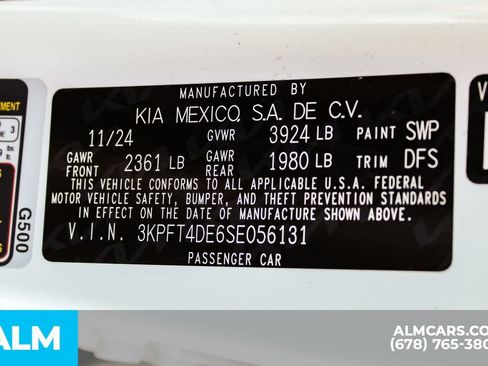 MANUFACTURED BY
KIA MEXICO, S.A. DE C.V.
11/24 GVWR 3924 LB PAINT SWP
GAWR FRONT 2361 LB GAWR REAR 1980 LB TRIM DFS
THIS VEHICLE CONFORMS TO ALL APPLICABLE U.S.A. FEDERAL
MOTOR VEHICLE SAFETY, BUMPER, AND THEFT PREVENTION STANDARDS
IN EFFECT ON THE DATE OF MANUFACTURE SHOWN ABOVE.
V.I.N. 3KPFT4DE6SE056131
PASSENGER CAR
G500
3
ALM
ALMCARS.CO
(678) 765-380